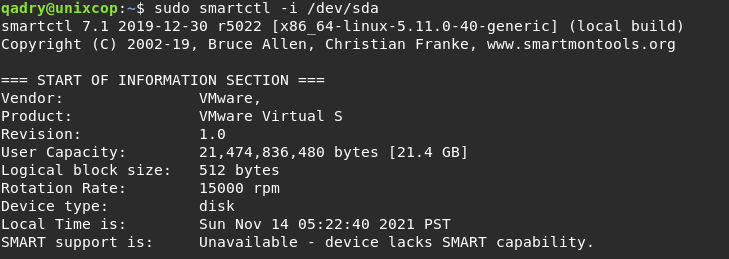 qadry@unixcop:~$ sudo smartctl -i /dev/sda
smartctl 7.1 2019-12-30 r5022 [x86_64-linux-5.11.0-40-generic] (local build)
Copyright (C) 2002-19, Bruce Allen, Christian Franke, www.smartmontools.org

=== START OF INFORMATION SECTION ===
Vendor:               VMware,
Product:              VMware Virtual S
Revision:             1.0
User Capacity:        21,474,836,480 bytes [21.4 GB]
Logical block size:   512 bytes
Rotation Rate:        15000 rpm
Device type:          disk
Local Time is:        Sun Nov 14 05:22:40 2021 PST
SMART support is:     Unavailable - device lacks SMART capability.